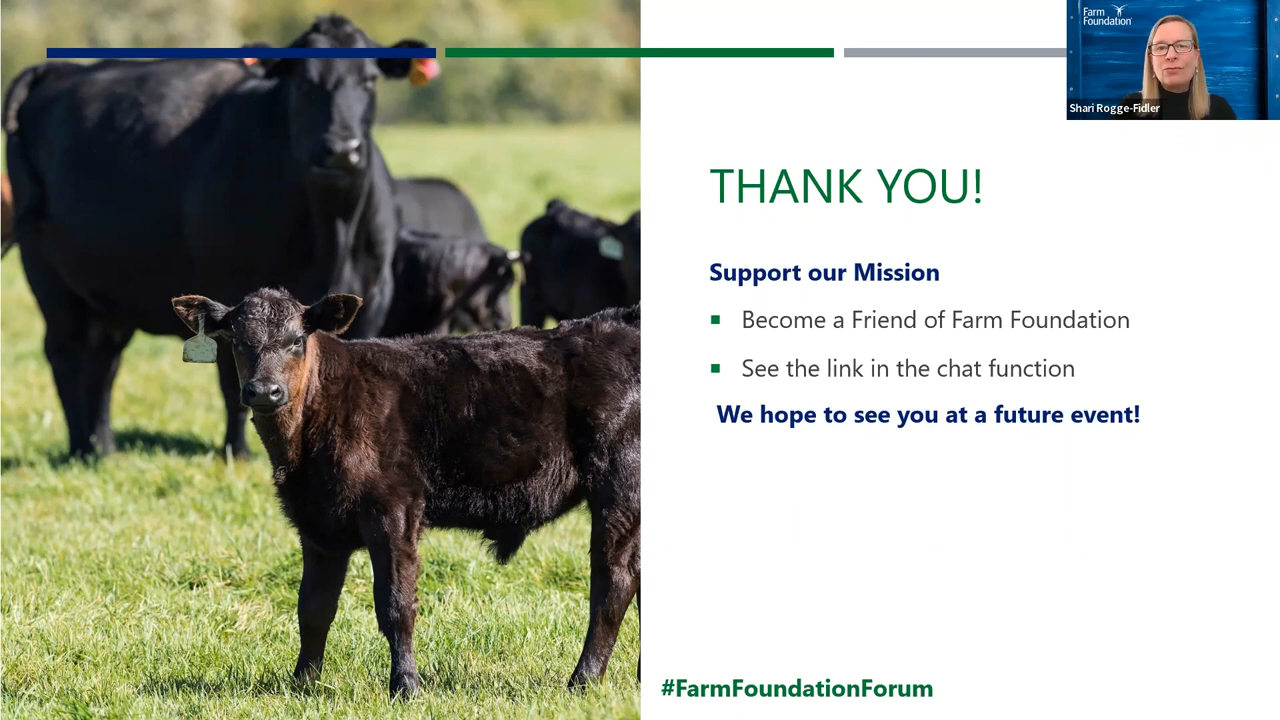 Farm
Foundation
Shari Rogge-Fidler
THANK YOU!
Support our Mission
Become a Friend of Farm Foundation
See the link in the chat function
We hope to see you at a future event!
#FarmFoundationForum